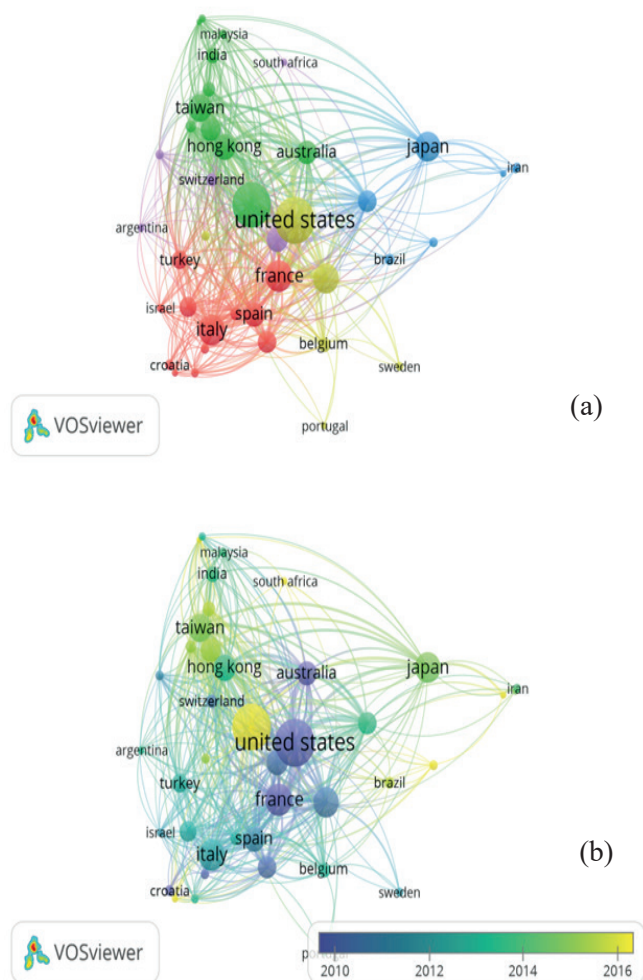 malaysia
india
south africa
taiwan
hong kong
australia
japan
iran
switzerland
united states
argentina
turkey
france
brazil
israel
italy
spain
belgium
croatia
sweden
(a)
VOSviewer
portugal
malaysia
india
south africa
taiwan
hong kong
australia
japan
iran
switzerland
united states
argentina
turkey
france
brazil
israel
italy
spain
(b)
belgium
croatia
sweden
VOSviewer
portugal
2010 2012 2014 2016